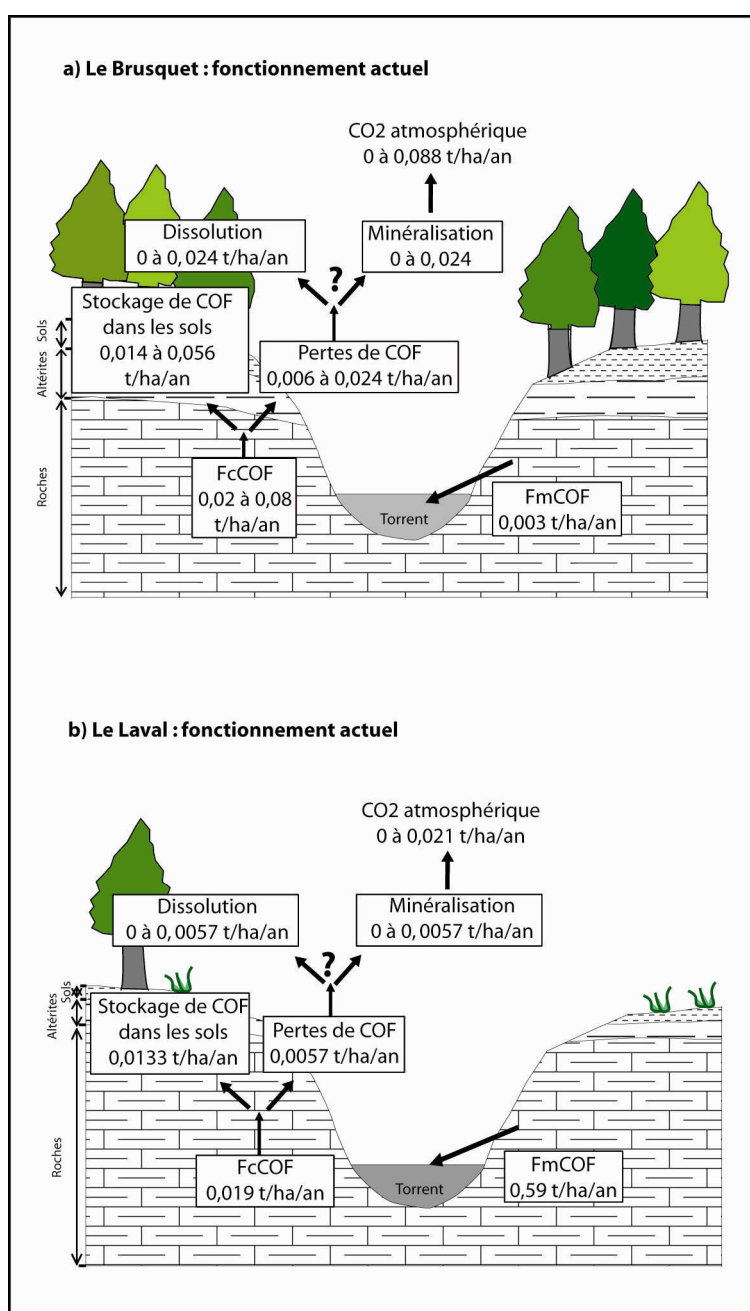 a) Le Brusquet : fonctionnement actuel
CO2 atmosphérique
0 à 0,088 t/ha/an
Dissolution
0 à 0, 024 t/ha/an
Minéralisation
0 à 0, 024
?
Stockage de COF
dans les sols
0,014 à 0,056
t/ha/an
Pertes de COF
0,006 à 0,024 t/ha/an
Sols
Altérites
Roches
FcCOF
0,02 à 0,08
t/ha/an
Torrent
FmCOF
0,003 t/ha/an
b) Le Laval : fonctionnement actuel
CO2 atmosphérique
0 à 0,021 t/ha/an
Dissolution
0 à 0,0057 t/ha/an
Minéralisation
0 à 0,0057 t/ha/an
?
Stockage de COF
dans les sols
0,0133 t/ha/an
Pertes de COF
0,0057 t/ha/an
Sols
Altérites
Roches
FcCOF
0,019 t/ha/an
Torrent
FmCOF
0,59 t/ha/an